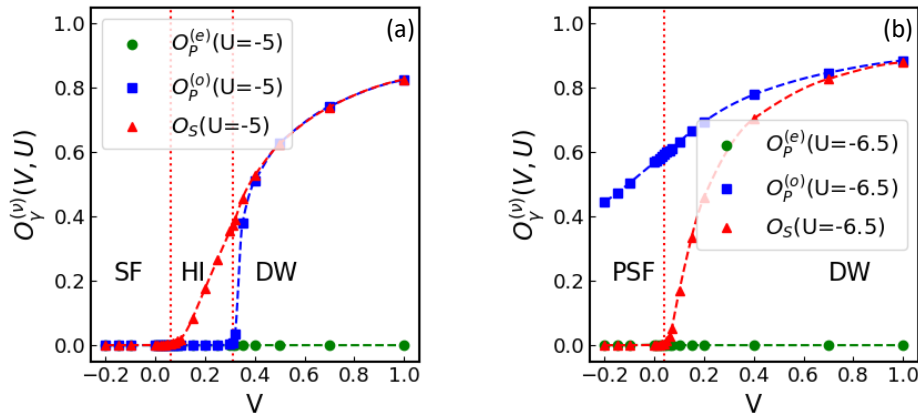 (a)
O_P^(e)(U=-5)
O_P^(o)(U=-5)
O_S(U=-5)
O_γ^(ν)(V, U)
1.0
0.8
0.6
0.4
0.2
0.0
SF HI DW
−0.2 0.0 0.2 0.4 0.6 0.8 1.0
V
(b)
O_γ^(ν)(V, U)
1.0
0.8
0.6
0.4
0.2
0.0
O_P^(e)(U=-6.5)
O_P^(o)(U=-6.5)
O_S(U=-6.5)
PSF DW
−0.2 0.0 0.2 0.4 0.6 0.8 1.0
V